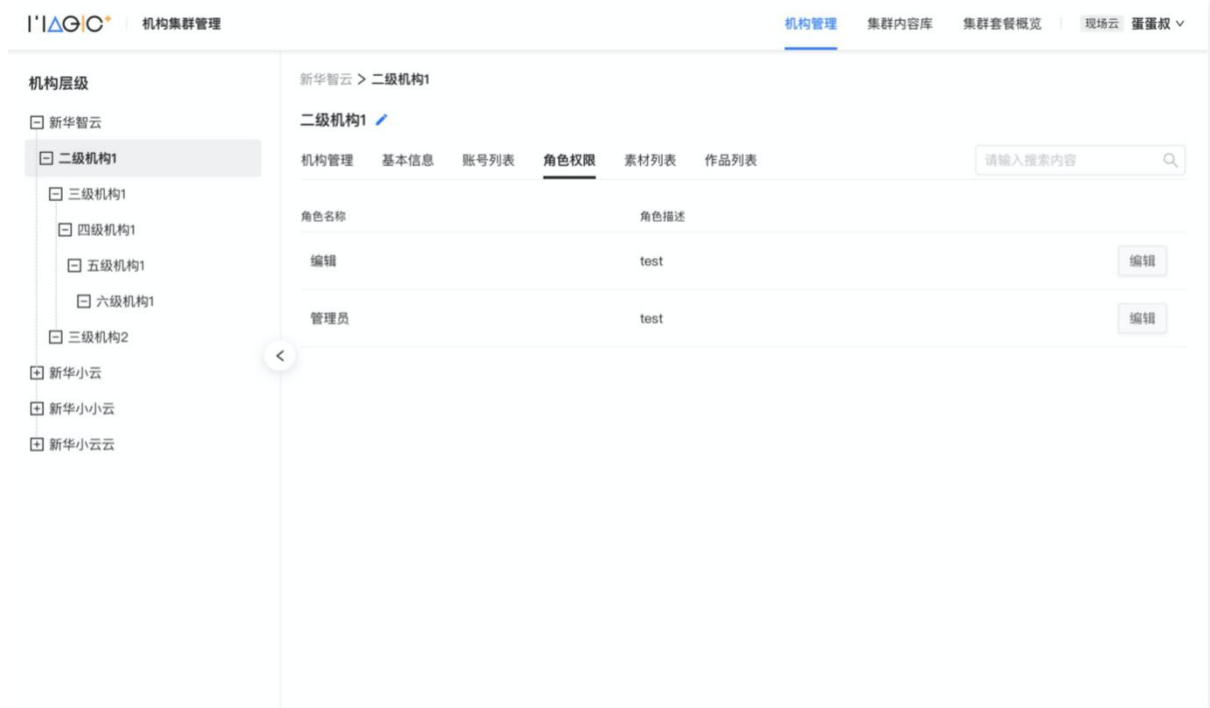 MAGIC+ 机构集群管理 机构管理 集群内容库 集群套餐概览 现场云 蛋蛋叔
机构层级
新华智云
二级机构1
三级机构1
四级机构1
五级机构1
六级机构1
三级机构2
新华小云
新华小小云
新华小云云
新华智云 > 二级机构1
二级机构1
机构管理 基本信息 账号列表 角色权限 素材列表 作品列表 请输入搜索内容
角色名称 角色描述
编辑 test 编辑
管理员 test 编辑